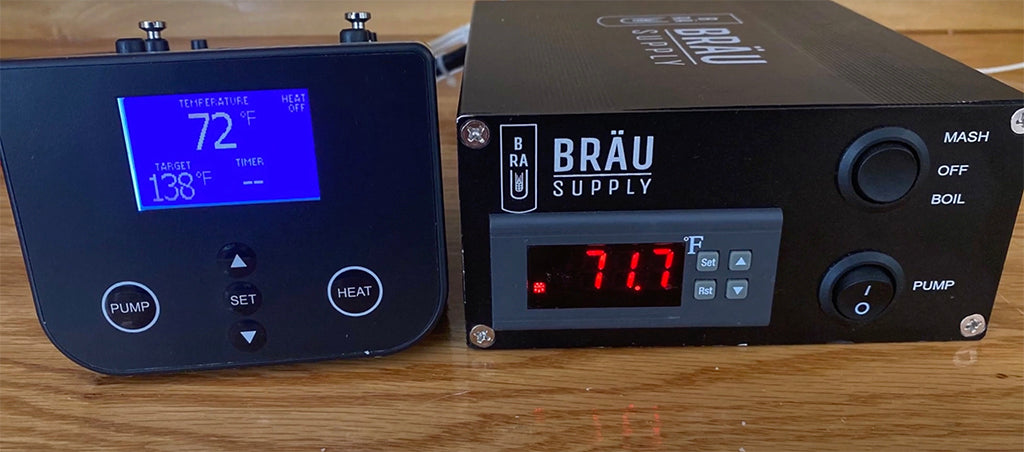 TEMPERATURE
HEAT
OFF
72 °F
TARGET
138 °F
TIMER
--
PUMP
SET
HEAT
BRÄU
SUPPLY
B
RA
U
BRÄU
SUPPLY
71.7
°F
Set
Rst
MASH
OFF
BOIL
PUMP
I
O